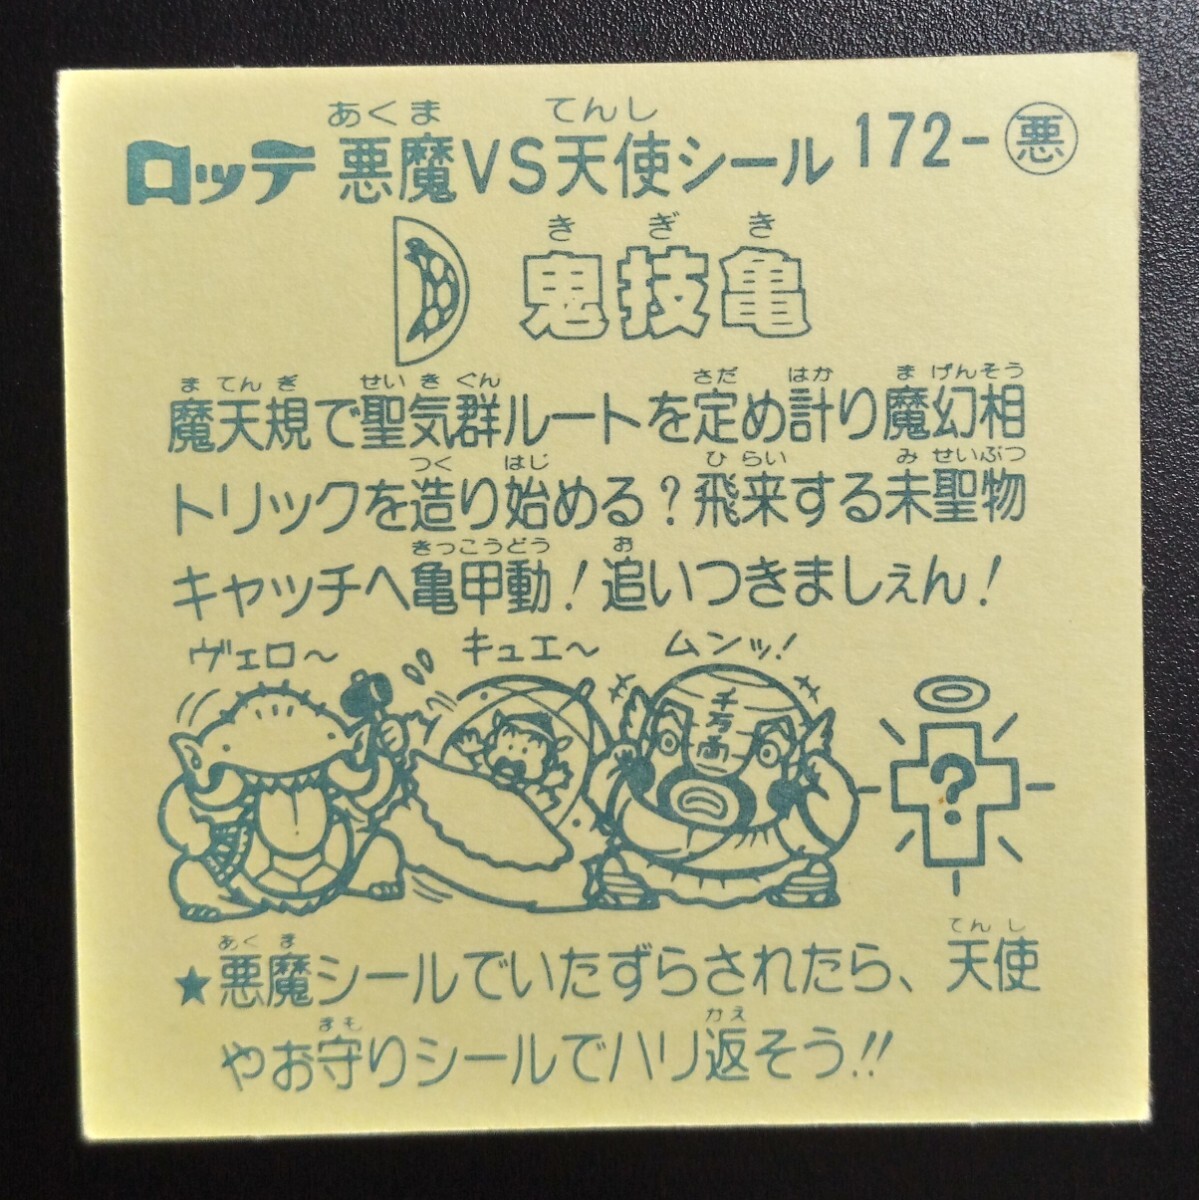 あくま てんし
ロッテ 悪魔VS天使シール 172-悪
きぎき
鬼技亀
まてんぎ せいきぐん さだ はか まげんそう
魔天規で聖気群ルートを定め計り魔幻相
つく はじ ひらい みせいぶつ
トリックを造り始める？飛来する未聖物
きっこうどう お
キャッチへ亀甲動！追いつきましぇん！
ヴェロ〜 キュエ〜 ムンッ！
?
あくま てんし
★悪魔シールでいたずらされたら、天使
まも かえ
やお守りシールでハリ返そう!!